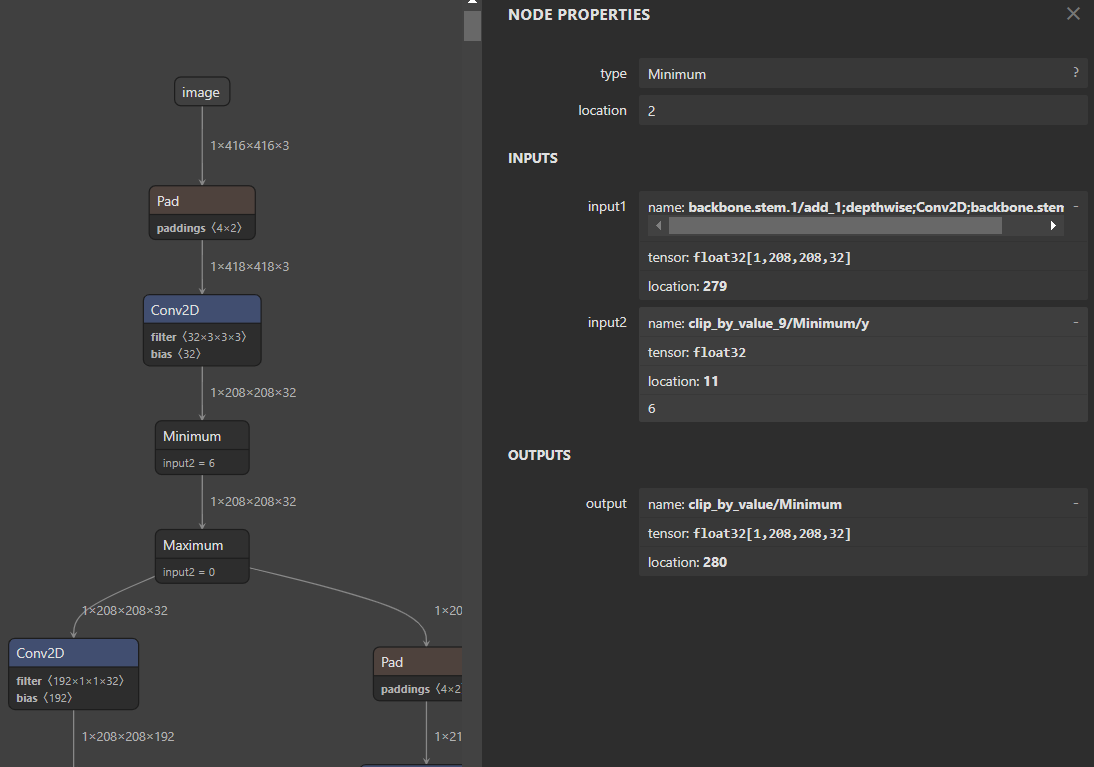 image
1×416×416×3
Pad
paddings ⟨4×2⟩
1×418×418×3
Conv2D
filter ⟨32×3×3×3⟩
bias ⟨32⟩
1×208×208×32
Minimum
input2 = 6
1×208×208×32
Maximum
input2 = 0
1×208×208×32
1×20
Conv2D
filter ⟨192×1×1×32⟩
bias ⟨192⟩
Pad
paddings ⟨4×2
1×208×208×192
1×21
NODE PROPERTIES
type
Minimum
?
location
2
INPUTS
input1
name: backbone.stem.1/add_1;depthwise;Conv2D;backbone.sten
-
tensor: float32[1,208,208,32]
location: 279
input2
name: clip_by_value_9/Minimum/y
-
tensor: float32
location: 11
6
OUTPUTS
output
name: clip_by_value/Minimum
-
tensor: float32[1,208,208,32]
location: 280